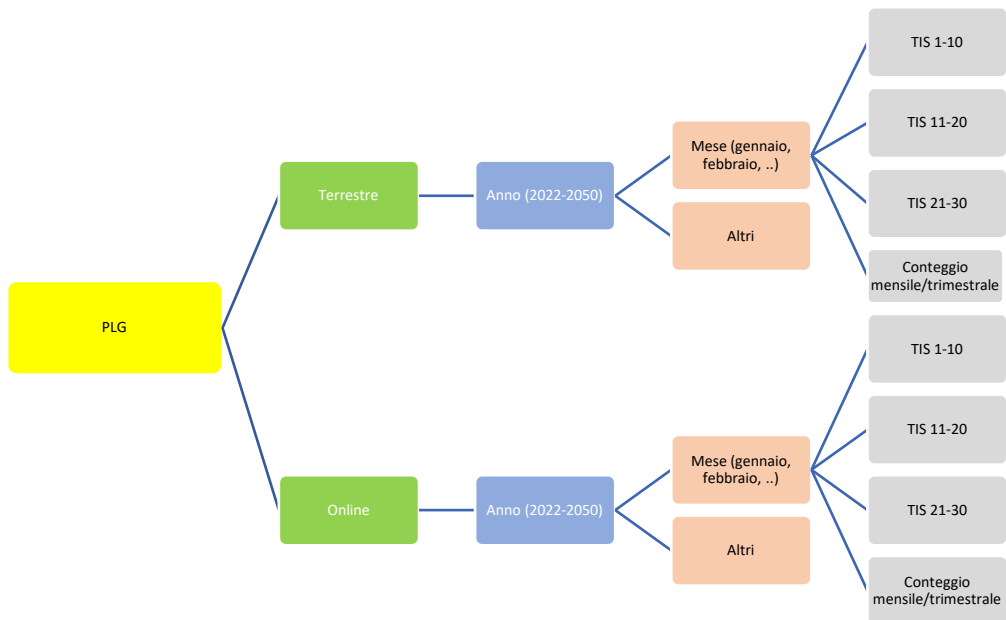 TIS 1-10
TIS 11-20
Mese (gennaio,
febbraio, ..)
Terrestre
Anno (2022-2050)
TIS 21-30
Altri
Conteggio
mensile/trimestrale
PLG
TIS 1-10
TIS 11-20
Mese (gennaio,
febbraio, ..)
Online
Anno (2022-2050)
TIS 21-30
Altri
Conteggio
mensile/trimestrale